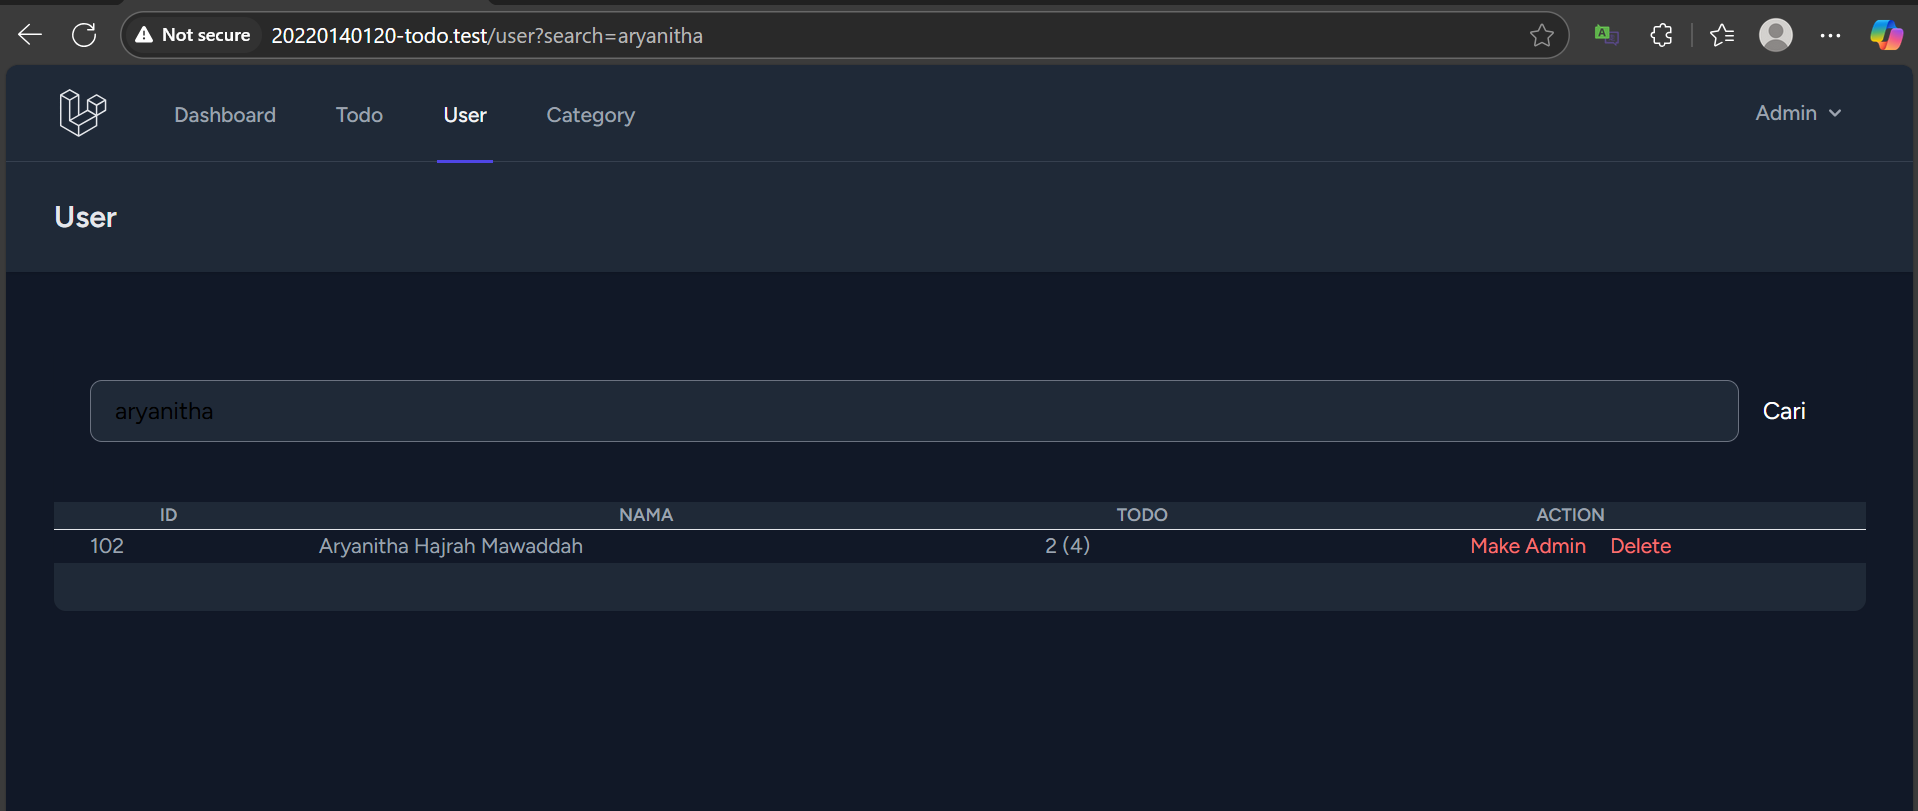 Not secure 20220140120-todo.test/user?search=aryanitha
Dashboard Todo User Category Admin
User
aryanitha Cari
ID NAMA TODO ACTION
102 Aryanitha Hajrah Mawaddah 2 (4) Make Admin Delete